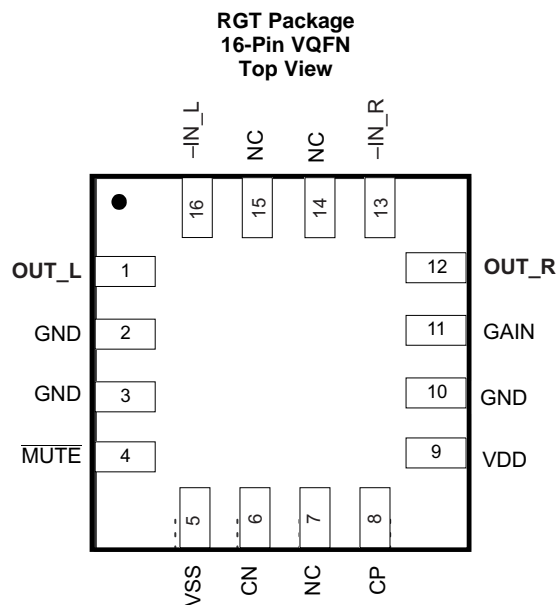 RGT Package
16-Pin VQFN
Top View
–IN_L
NC
NC
–IN_R
16
15
14
13
OUT_L
1
12
OUT_R
GND
2
11
GAIN
GND
3
10
GND
MUTE
4
9
VDD
5
6
7
8
VSS
CN
NC
CP